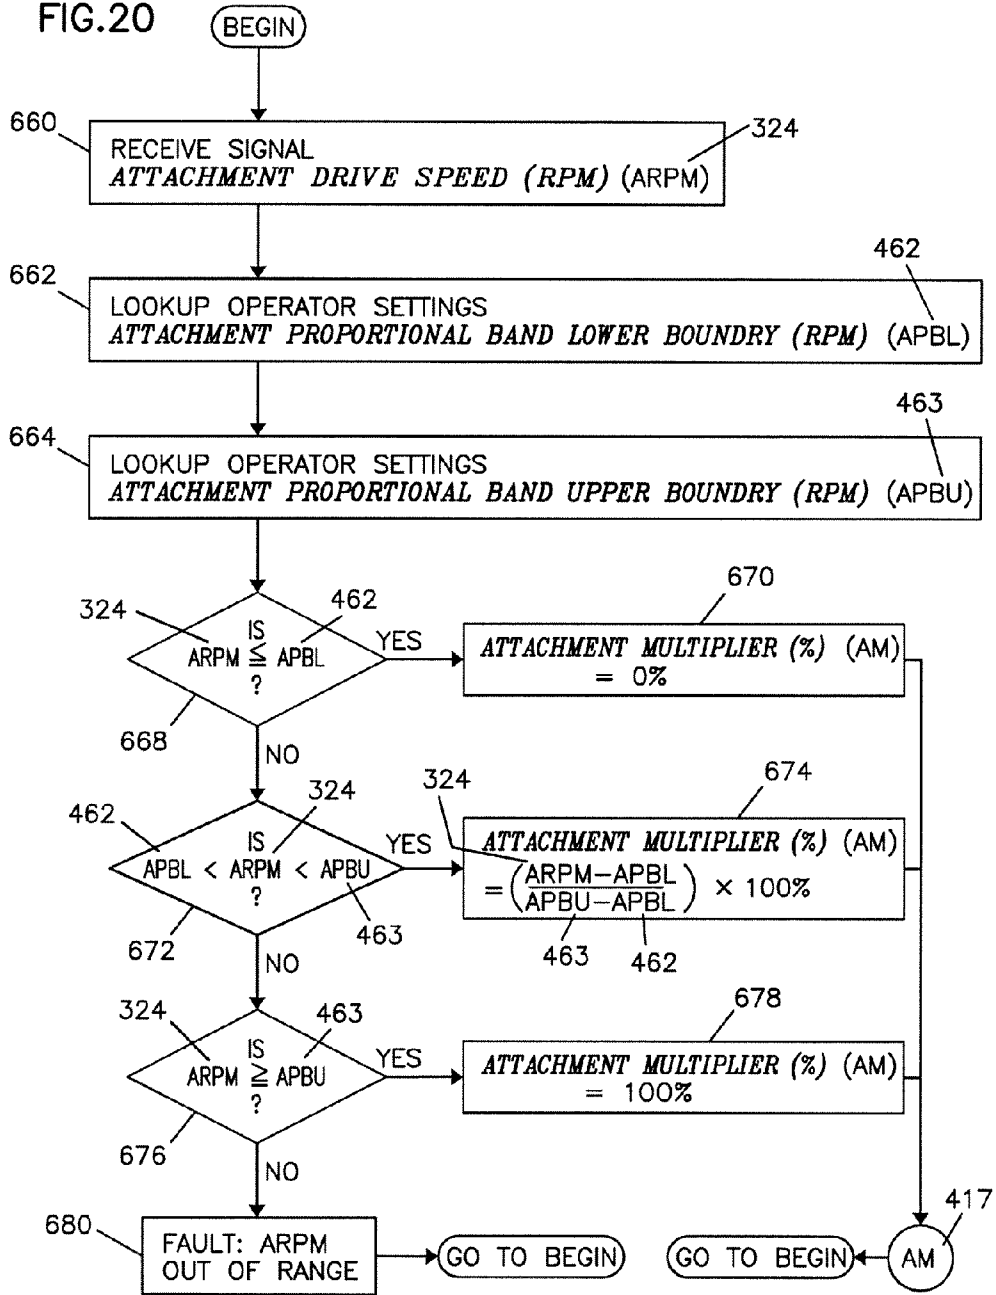 FIG.20
BEGIN
660
324
RECEIVE SIGNAL
ATTACHMENT DRIVE SPEED (RPM) (ARPM)
662
462
LOOKUP OPERATOR SETTINGS
ATTACHMENT PROPORTIONAL BAND LOWER BOUNDRY (RPM) (APBL)
664
463
LOOKUP OPERATOR SETTINGS
ATTACHMENT PROPORTIONAL BAND UPPER BOUNDRY (RPM) (APBU)
324
462
IS
ARPM ≦ APBL
?
668
YES
NO
670
ATTACHMENT MULTIPLIER (%) (AM)
= 0%
462
324
IS
APBL < ARPM < APBU
?
672
463
YES
NO
324
674
ATTACHMENT MULTIPLIER (%) (AM)
= (ARPM-APBL
APBU-APBL) × 100%
463
462
324
463
IS
ARPM ≧ APBU
?
676
YES
NO
678
ATTACHMENT MULTIPLIER (%) (AM)
= 100%
680
FAULT: ARPM
OUT OF RANGE
GO TO BEGIN
GO TO BEGIN
AM
417